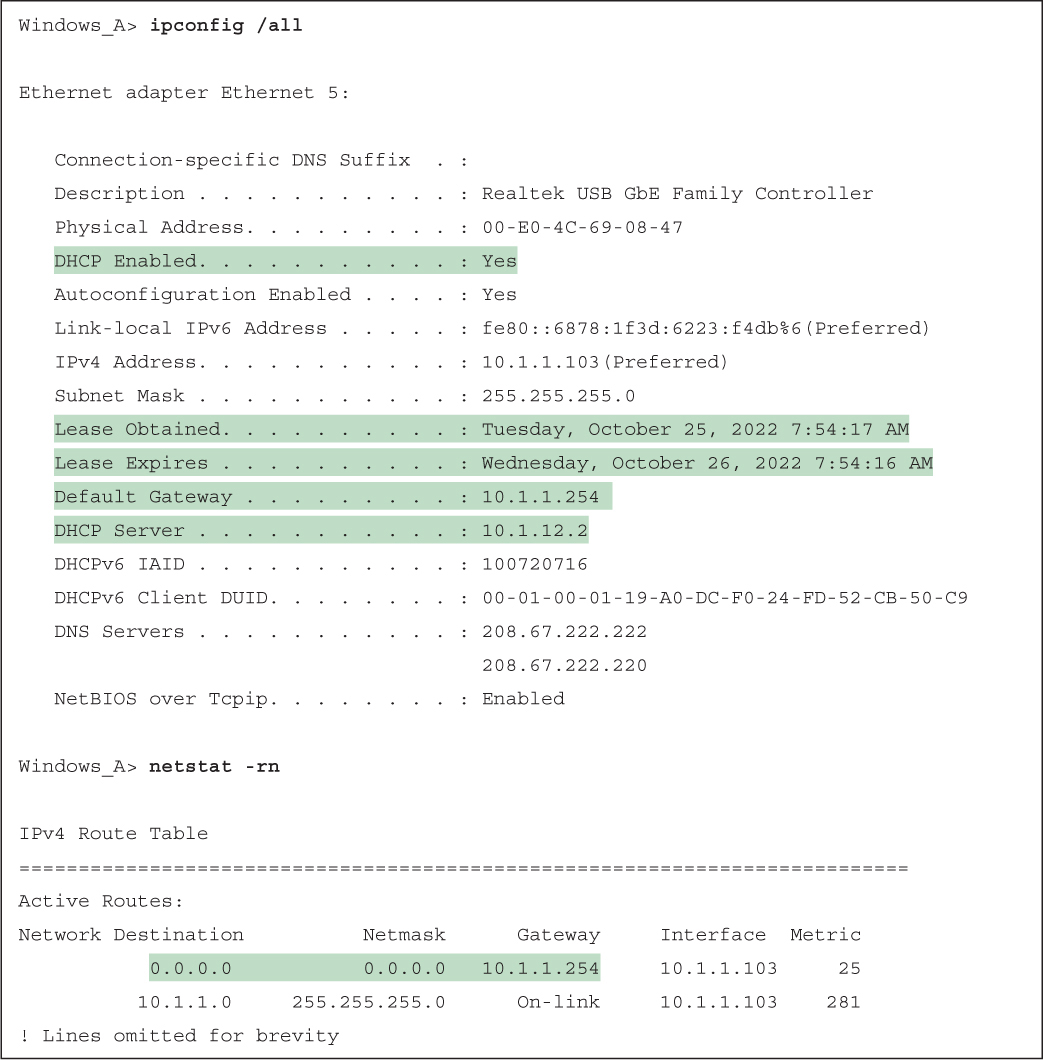 Windows_A> ipconfig /all
Ethernet adapter Ethernet 5:
Connection-specific DNS Suffix  . :
Description . . . . . . . . . . . : Realtek USB GbE Family Controller
Physical Address. . . . . . . . . : 00-E0-4C-69-08-47
DHCP Enabled. . . . . . . . . . . : Yes
Autoconfiguration Enabled . . . . : Yes
Link-local IPv6 Address . . . . . : fe80::6878:1f3d:6223:f4db%6(Preferred)
IPv4 Address. . . . . . . . . . . : 10.1.1.103(Preferred)
Subnet Mask . . . . . . . . . . . : 255.255.255.0
Lease Obtained. . . . . . . . . . : Tuesday, October 25, 2022 7:54:17 AM
Lease Expires . . . . . . . . . . : Wednesday, October 26, 2022 7:54:16 AM
Default Gateway . . . . . . . . . : 10.1.1.254
DHCP Server . . . . . . . . . . . : 10.1.12.2
DHCPv6 IAID . . . . . . . . . . . : 100720716
DHCPv6 Client DUID. . . . . . . . : 00-01-00-01-19-A0-DC-F0-24-FD-52-CB-50-C9
DNS Servers . . . . . . . . . . . : 208.67.222.222
208.67.222.220
NetBIOS over Tcpip. . . . . . . . : Enabled
Windows_A> netstat -rn
IPv4 Route Table
===========================================================================
Active Routes:
Network Destination          Netmask      Gateway     Interface  Metric
0.0.0.0           0.0.0.0   10.1.1.254     10.1.1.103     25
10.1.1.0     255.255.255.0      On-link     10.1.1.103    281
! Lines omitted for brevity